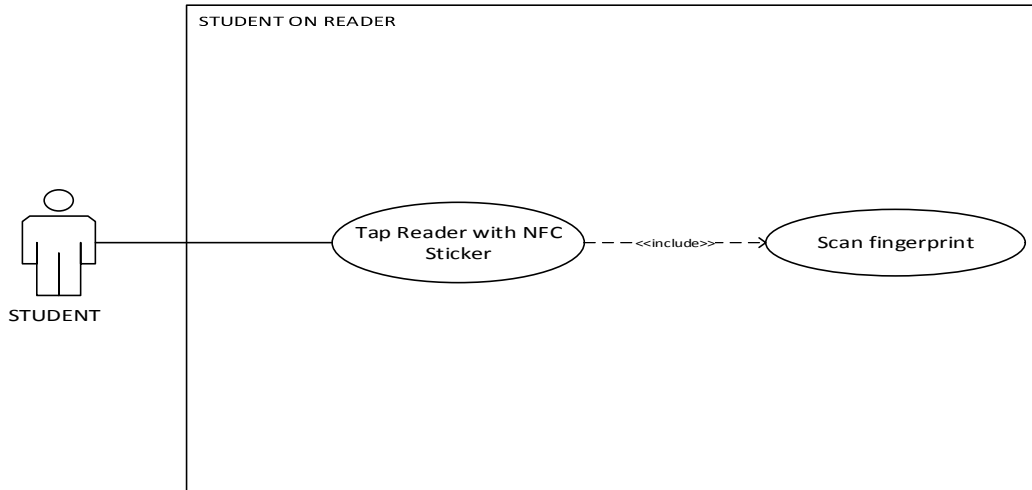 STUDENT ON READER
Tap Reader with NFC
Sticker
<<include>>
Scan fingerprint
STUDENT